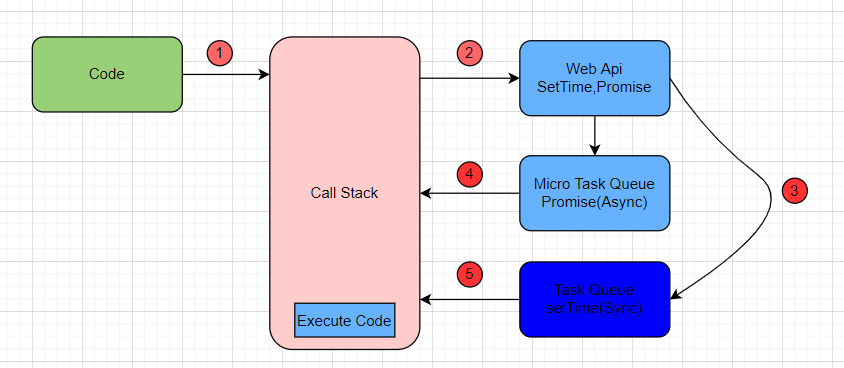 Code
1
Call Stack
Execute Code
2
Web Api
SetTime,Promise
3
4
Micro Task Queue
Promise(Async)
5
Task Queue
setTime(Sync)